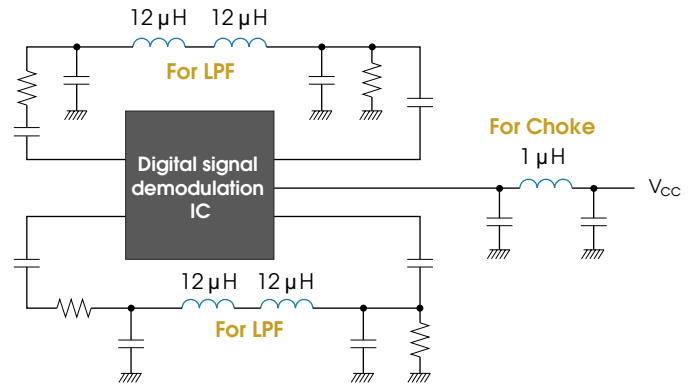 12 µH 12 µH
For LPF
For Choke
1 µH
Digital signal
demodulation
IC
VCC
12 µH 12 µH
For LPF